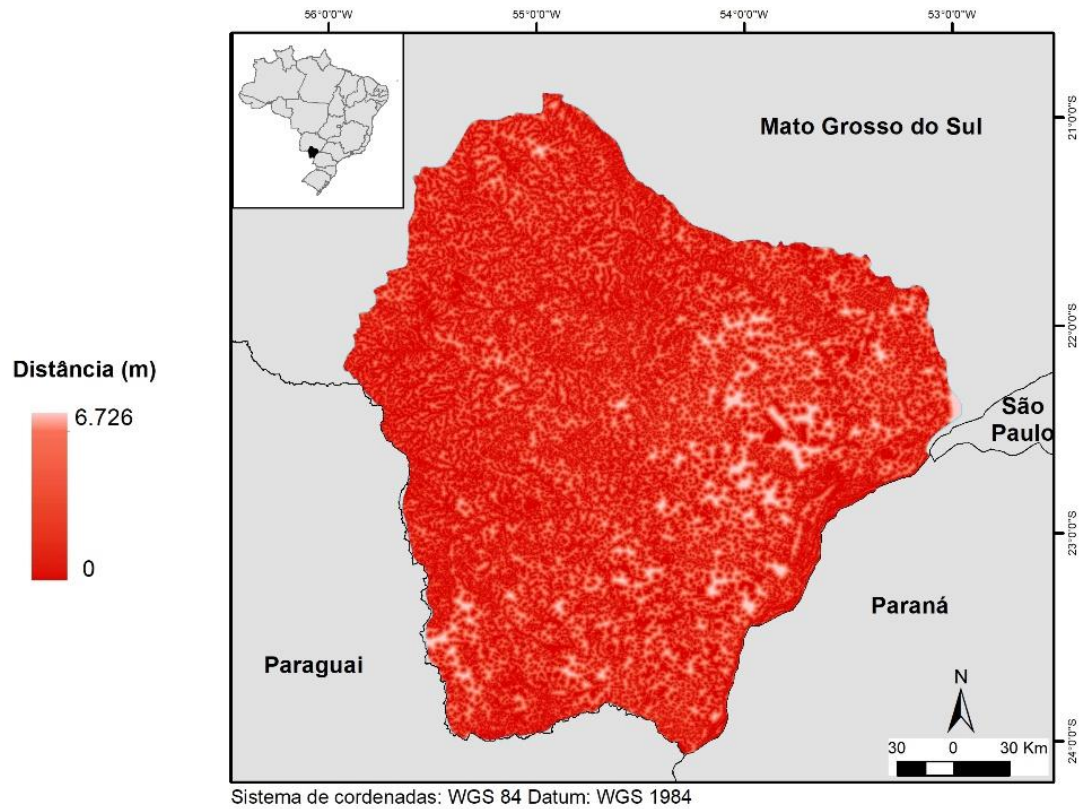 56°0'0"W
55°0'0"W
54°0'0"W
53°0'0"W
Mato Grosso do Sul
21°0'0"S
22°0'0"S
Distância (m)
6.726
0
São
Paulo
23°0'0"S
Paraná
Paraguai
N
30 0 30 Km
24°0'0"S
Sistema de cordenadas: WGS 84 Datum: WGS 1984